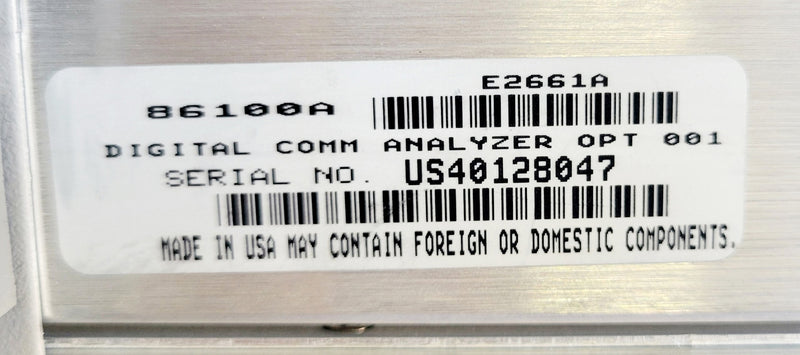 E2661A
86100A
DIGITAL COMM ANALYZER OPT 001
SERIAL NO. US40128047
MADE IN USA MAY CONTAIN FOREIGN OR DOMESTIC COMPONENTS.